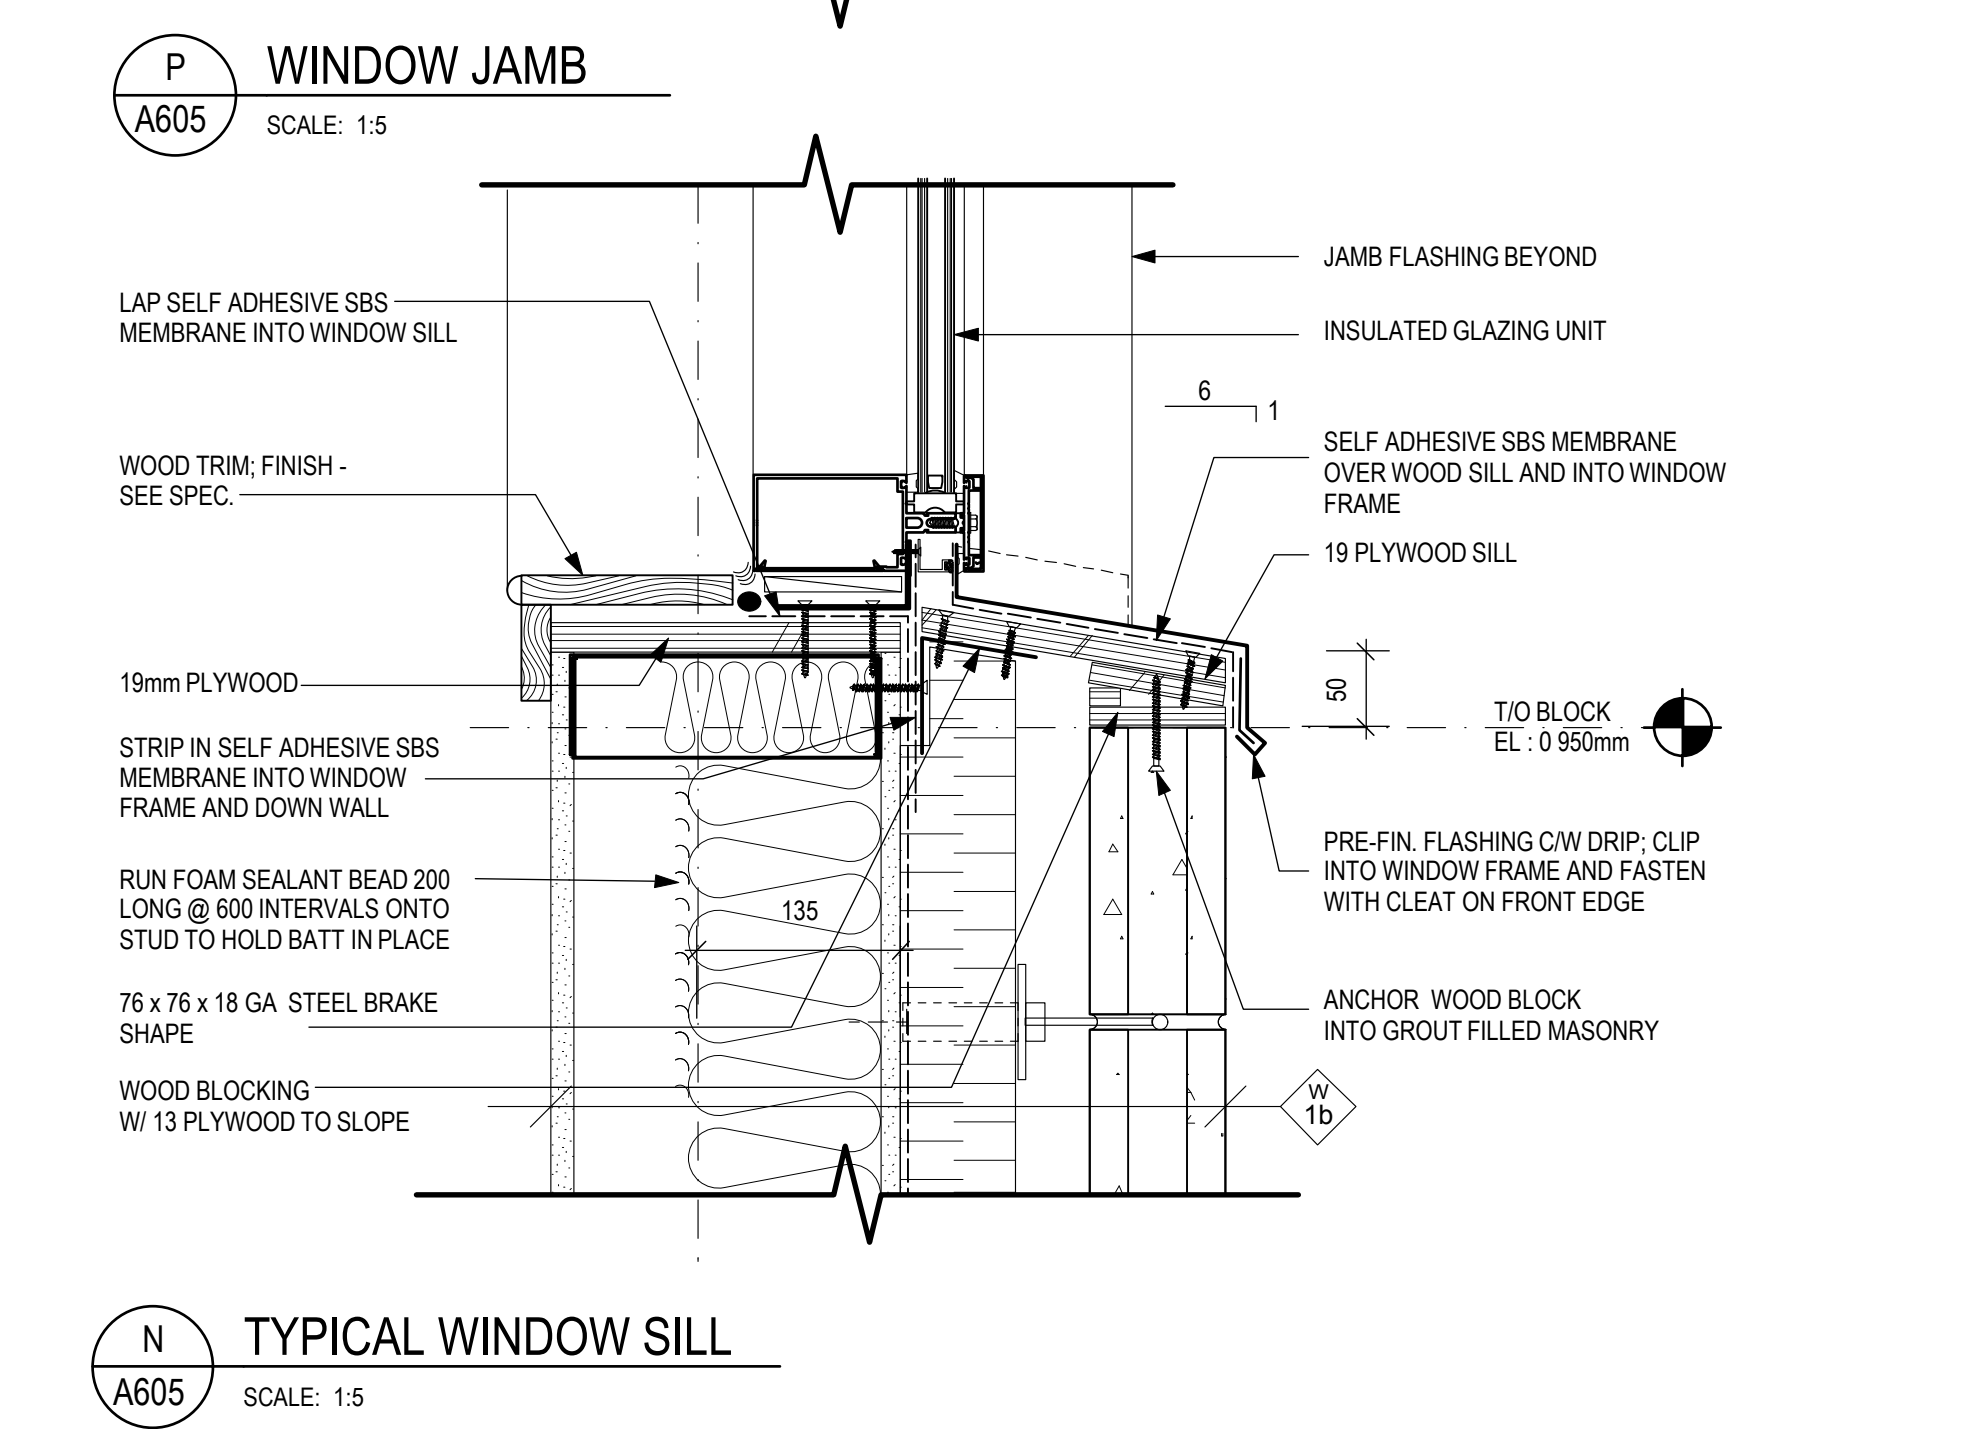 P
A605
WINDOW JAMB
SCALE: 1:5
LAP SELF ADHESIVE SBS
MEMBRANE INTO WINDOW SILL
WOOD TRIM; FINISH -
SEE SPEC.
19mm PLYWOOD
STRIP IN SELF ADHESIVE SBS
MEMBRANE INTO WINDOW
FRAME AND DOWN WALL
RUN FOAM SEALANT BEAD 200
LONG @ 600 INTERVALS ONTO
STUD TO HOLD BATT IN PLACE
76 x 76 x 18 GA STEEL BRAKE
SHAPE
WOOD BLOCKING
W/ 13 PLYWOOD TO SLOPE
135
JAMB FLASHING BEYOND
INSULATED GLAZING UNIT
6
1
SELF ADHESIVE SBS MEMBRANE
OVER WOOD SILL AND INTO WINDOW
FRAME
19 PLYWOOD SILL
50
T/O BLOCK
EL : 0 950mm
PRE-FIN. FLASHING C/W DRIP; CLIP
INTO WINDOW FRAME AND FASTEN
WITH CLEAT ON FRONT EDGE
ANCHOR WOOD BLOCK
INTO GROUT FILLED MASONRY
W
1b
N
A605
TYPICAL WINDOW SILL
SCALE: 1:5